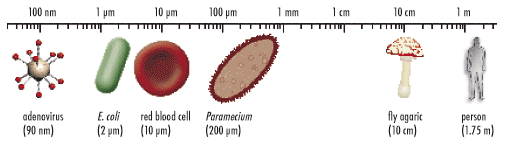 100 nm 1 µm 10 µm 100 µm 1 mm 1 cm 10 cm 1 m
adenovirus E. coli red blood cell Paramecium fly agaric person
(90 nm) (2 µm) (10 µm) (200 µm) (10 cm) (1.75 m)